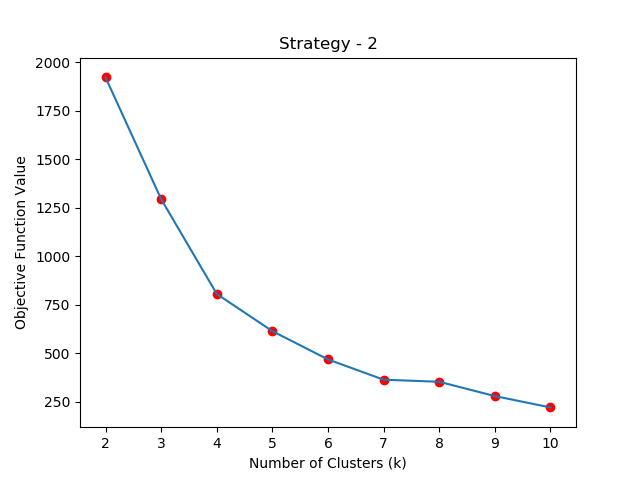 Strategy - 2
2000
1750
1500
1250
1000
750
500
250
Objective Function Value
2 3 4 5 6 7 8 9 10
Number of Clusters (k)